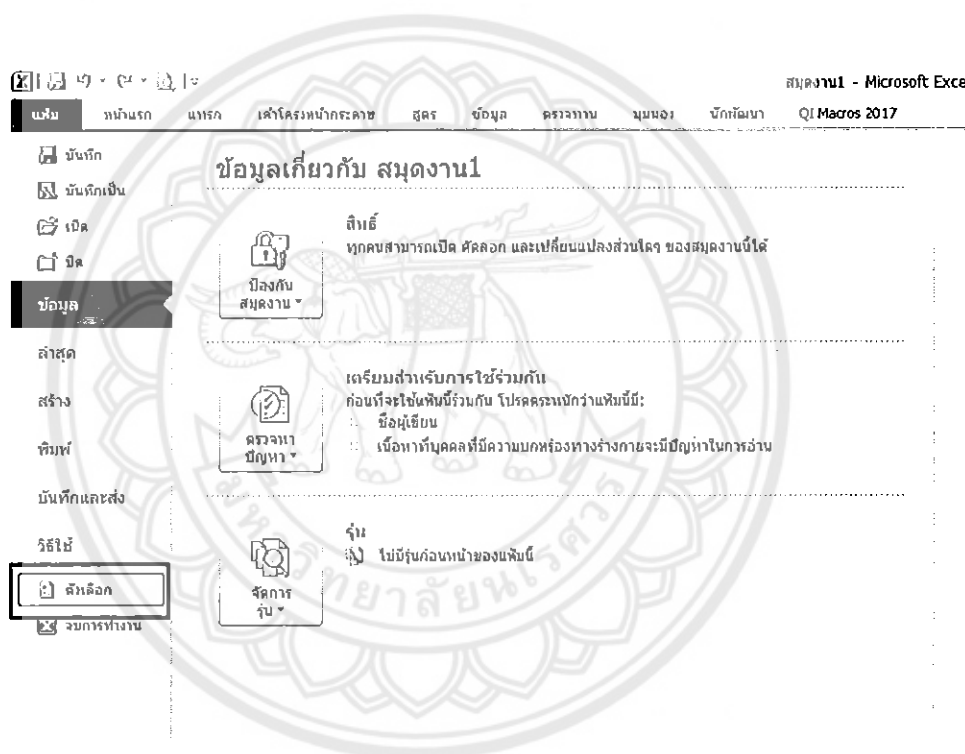 สมุดงาน1 - Microsoft Exce
แฟ้ม หน้าแรก แทรก เค้าโครงหน้ากระดาษ สูตร ข้อมูล ตรวจทาน มุมมอง นักพัฒนา QI Macros 2017
บันทึก
บันทึกเป็น
เปิด
ปิด
ข้อมูล
ล่าสุด
สร้าง
พิมพ์
บันทึกและส่ง
วิธีใช้
ตัวเลือก
จบการทำงาน
ข้อมูลเกี่ยวกับ สมุดงาน1
ป้องกัน
สมุดงาน
สิทธิ์
ทุกคนสามารถเปิด คัดลอก และเปลี่ยนแปลงส่วนใดๆ ของสมุดงานนี้ได้
ตรวจหา
ปัญหา
เตรียมสำหรับการใช้ร่วมกัน
ก่อนที่จะใช้แฟ้มนี้ร่วมกัน โปรดตระหนักว่าแฟ้มนี้มี:
ชื่อผู้เขียน
เนื้อหาที่บุคคลที่มีความบกพร่องทางร่างกายจะมีปัญหาในการอ่าน
จัดการ
รุ่น
รุ่น
ไม่มีรุ่นก่อนหน้าของแฟ้มนี้
มหาวิทยาลัยนเรศวร